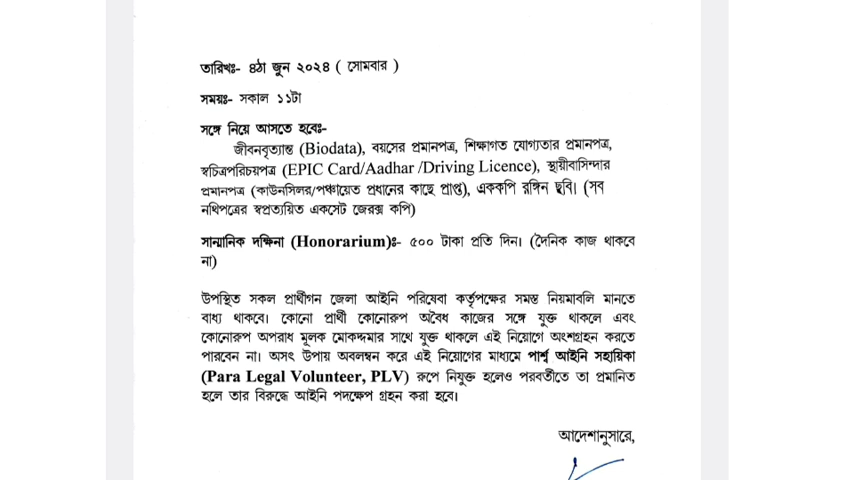 তারিখঃ- ৪ঠা জুন ২০২৪ ( সোমবার )
সময়ঃ- সকাল ১১টা
সঙ্গে নিয়ে আসতে হবেঃ-
জীবনবৃত্যান্ত (Biodata), বয়সের প্রমানপত্র, শিক্ষাগত যোগ্যতার প্রমানপত্র,
স্বচিত্রপরিচয়পত্র (EPIC Card/Aadhar /Driving Licence), স্থায়ীবাসিন্দার
প্রমানপত্র (কাউনসিলর/পঞ্চায়েত প্রধানের কাছে প্রাপ্ত), এককপি রঙ্গিন ছবি। (সব
নথিপত্রের স্বপ্রত্যয়িত একসেট জেরক্স কপি)
সান্মানিক দক্ষিনা (Honorarium)ঃ- ৫০০ টাকা প্রতি দিন। (দৈনিক কাজ থাকবে
না)
উপস্থিত সকল প্রার্থীগন জেলা আইনি পরিষেবা কর্তৃপক্ষের সমস্ত নিয়মাবলি মানতে
বাধ্য থাকবে। কোনো প্রার্থী কোনোরুপ অবৈধ কাজের সঙ্গে যুক্ত থাকলে এবং
কোনোরুপ অপরাধ মূলক মোকদ্দমার সাথে যুক্ত থাকলে এই নিয়োগে অংশগ্রহন করতে
পারবেন না। অসৎ উপায় অবলম্বন করে এই নিয়োগের মাধ্যমে পার্শ্ব আইনি সহায়িকা
(Para Legal Volunteer, PLV) রুপে নিযুক্ত হলেও পরবর্তীতে তা প্রমানিত
হলে তার বিরুদ্ধে আইনি পদক্ষেপ গ্রহন করা হবে।
আদেশানুসারে,